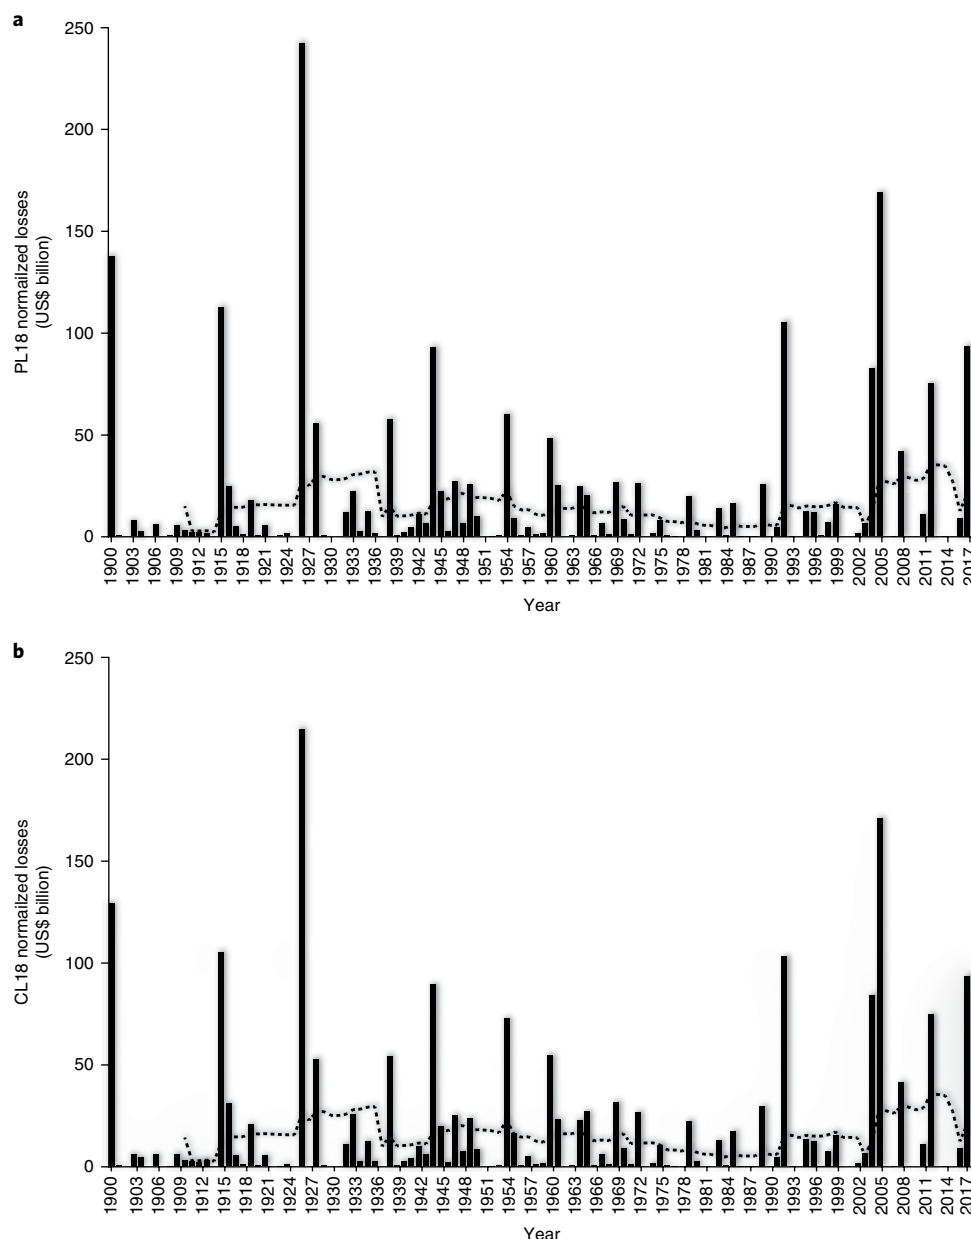 a
250
200
150
100
50
0
PL18 normailzed losses
(US$ billion)
1900 1903 1906 1909 1912 1915 1918 1921 1924 1927 1930 1933 1936 1939 1942 1945 1948 1951 1954 1957 1960 1963 1966 1969 1972 1975 1978 1981 1984 1987 1990 1993 1996 1999 2002 2005 2008 2011 2014 2017
Year
b
250
200
150
100
50
0
CL18 normailzed losses
(US$ billion)
1900 1903 1906 1909 1912 1915 1918 1921 1924 1927 1930 1933 1936 1939 1942 1945 1948 1951 1954 1957 1960 1963 1966 1969 1972 1975 1978 1981 1984 1987 1990 1993 1996 1999 2002 2005 2008 2011 2014 2017
Year